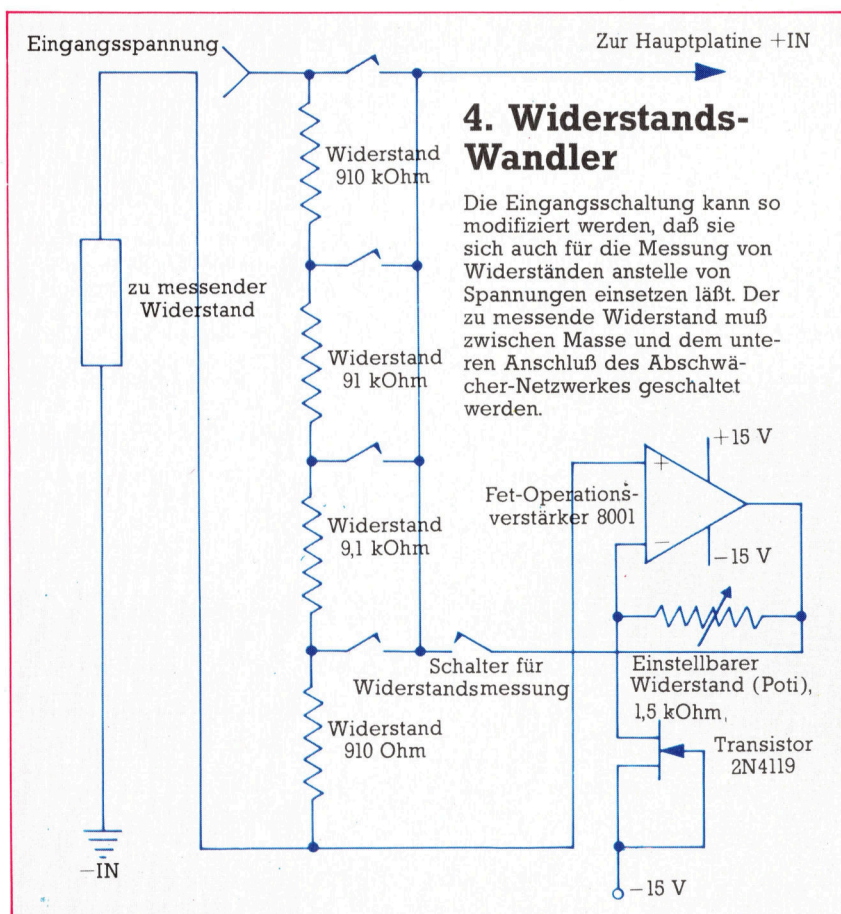 Eingangsspannung
Zur Hauptplatine +IN
4. Widerstands-
Wandler
Die Eingangsschaltung kann so
modifiziert werden, daß sie
sich auch für die Messung von
Widerständen anstelle von
Spannungen einsetzen läßt. Der
zu messende Widerstand muß
zwischen Masse und dem unte-
ren Anschluß des Abschwä-
cher-Netzwerkes geschaltet
werden.
Widerstand
910 kOhm
zu messender
Widerstand
Widerstand
91 kOhm
+15 V
Fet-Operations-
verstärker 8001
+
−
−15 V
Widerstand
9,1 kOhm
Schalter für
Widerstandsmessung
Einstellbarer
Widerstand (Poti),
1,5 kOhm,
Widerstand
910 Ohm
Transistor
2N4119
−IN
−15 V